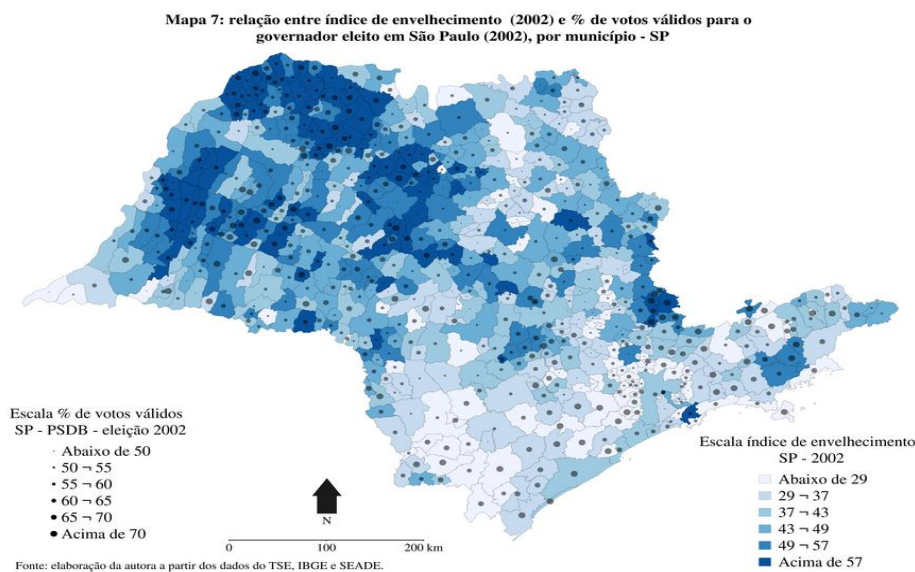 Mapa 7: relação entre índice de envelhecimento (2002) e % de votos válidos para o
governador eleito em São Paulo (2002), por município - SP
Escala % de votos válidos
SP - PSDB - eleição 2002
Abaixo de 50
50 ¬ 55
55 ¬ 60
60 ¬ 65
65 ¬ 70
Acima de 70
N
0 100 200 km
Escala índice de envelhecimento
SP - 2002
Abaixo de 29
29 ¬ 37
37 ¬ 43
43 ¬ 49
49 ¬ 57
Acima de 57
Fonte: elaboração da autora a partir dos dados do TSE, IBGE e SEADE.